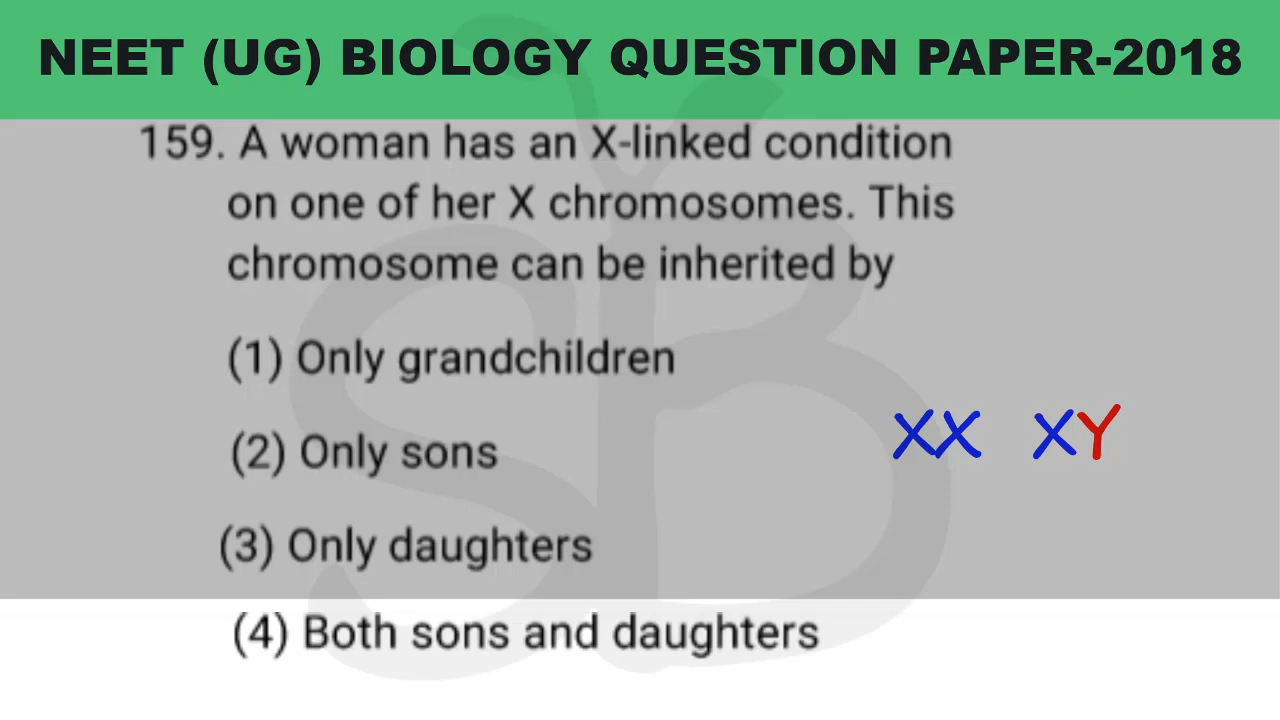 NEET (UG) BIOLOGY QUESTION PAPER-2018
159. A woman has an X-linked condition
on one of her X chromosomes. This
chromosome can be inherited by
(1) Only grandchildren
XX XY
(2) Only sons
(3) Only daughters
(4) Both sons and daughters
SB